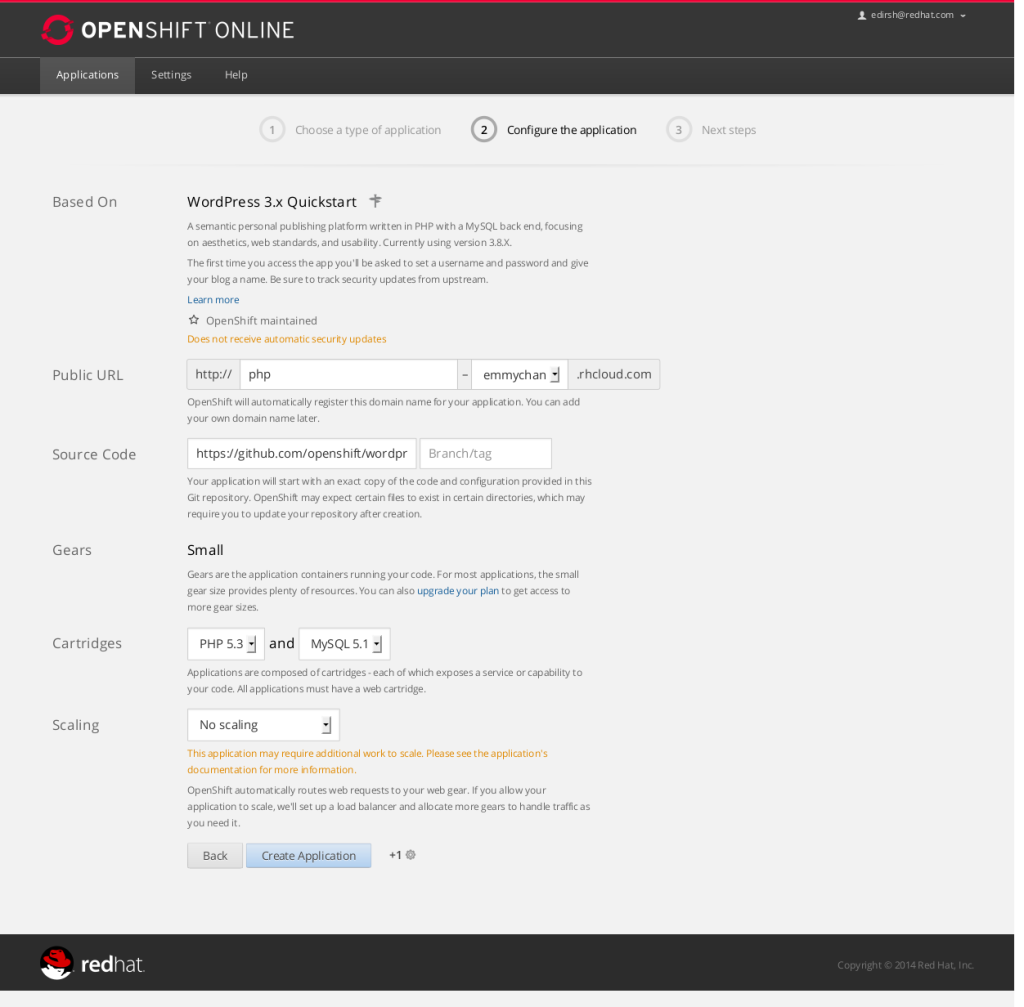 OPENSHIFT ONLINE
edirsh@redhat.com
Applications Settings Help
1 Choose a type of application 2 Configure the application 3 Next steps
Based On
WordPress 3.x Quickstart
A semantic personal publishing platform written in PHP with a MySQL back end, focusing
on aesthetics, web standards, and usability. Currently using version 3.8.X.
The first time you access the app you'll be asked to set a username and password and give
your blog a name. Be sure to track security updates from upstream.
Learn more
OpenShift maintained
Does not receive automatic security updates
Public URL
http:// php – emmychan .rhcloud.com
OpenShift will automatically register this domain name for your application. You can add
your own domain name later.
Source Code
https://github.com/openshift/wordpr Branch/tag
Your application will start with an exact copy of the code and configuration provided in this
Git repository. OpenShift may expect certain files to exist in certain directories, which may
require you to update your repository after creation.
Gears
Small
Gears are the application containers running your code. For most applications, the small
gear size provides plenty of resources. You can also upgrade your plan to get access to
more gear sizes.
Cartridges
PHP 5.3 and MySQL 5.1
Applications are composed of cartridges - each of which exposes a service or capability to
your code. All applications must have a web cartridge.
Scaling
No scaling
This application may require additional work to scale. Please see the application's
documentation for more information.
OpenShift automatically routes web requests to your web gear. If you allow your
application to scale, we'll set up a load balancer and allocate more gears to handle traffic as
you need it.
Back Create Application +1
redhat.
Copyright © 2014 Red Hat, Inc.